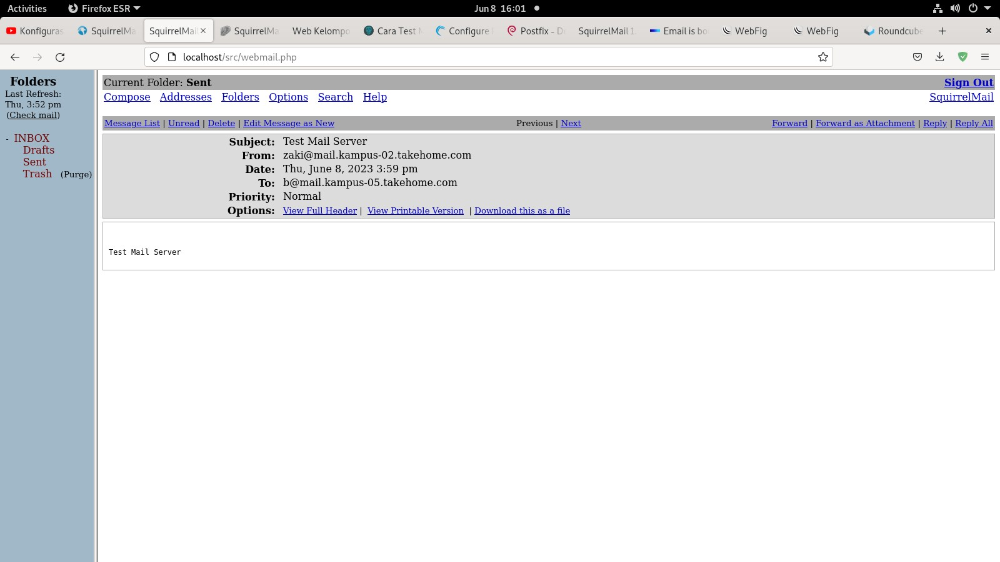 Activities Firefox ESR Jun 8 16:01
Konfiguras SquirrelMa SquirrelMail SquirrelMa Web Kelompo Cara Test M Configure Postfix - De SquirrelMail 1. Email is bo WebFig WebFig Roundcube
localhost/src/webmail.php
Folders
Last Refresh:
Thu, 3:52 pm
(Check mail)
- INBOX
Drafts
Sent
Trash (Purge)
Current Folder: Sent Sign Out
Compose Addresses Folders Options Search Help SquirrelMail
Message List | Unread | Delete | Edit Message as New Previous | Next Forward | Forward as Attachment | Reply | Reply All
Subject: Test Mail Server
From: zaki@mail.kampus-02.takehome.com
Date: Thu, June 8, 2023 3:59 pm
To: b@mail.kampus-05.takehome.com
Priority: Normal
Options: View Full Header | View Printable Version | Download this as a file
Test Mail Server